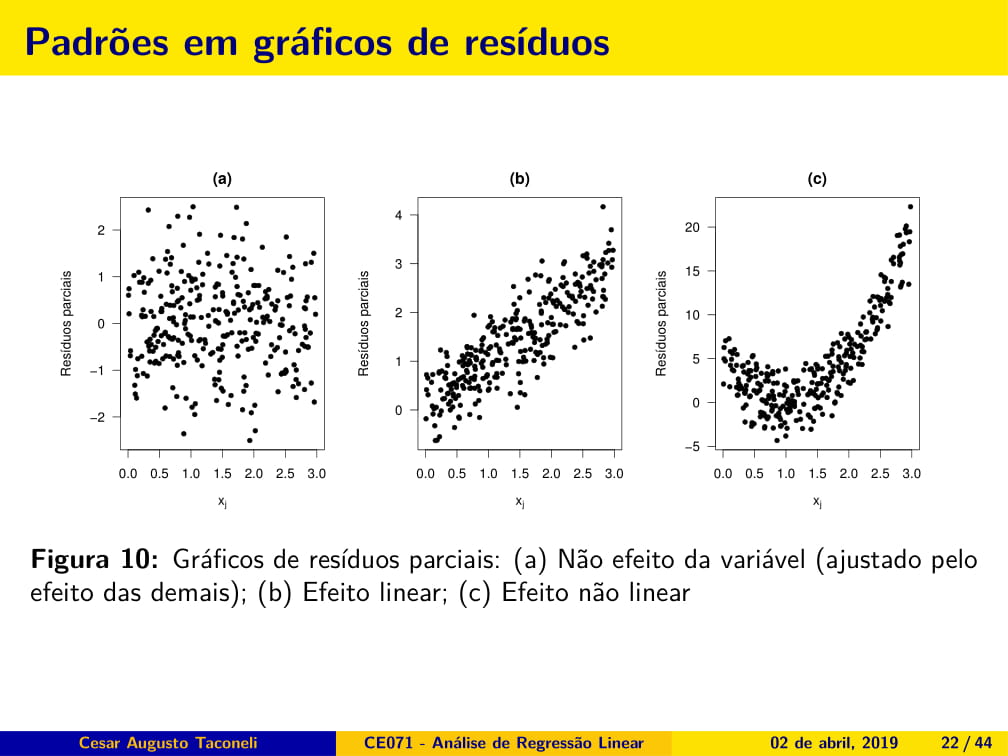 Padrões em gráficos de resíduos
(a)
Resíduos parciais
2
1
0
−1
−2
0.0 0.5 1.0 1.5 2.0 2.5 3.0
xj
(b)
Resíduos parciais
4
3
2
1
0
0.0 0.5 1.0 1.5 2.0 2.5 3.0
xj
(c)
Resíduos parciais
20
15
10
5
0
−5
0.0 0.5 1.0 1.5 2.0 2.5 3.0
xj
Figura 10: Gráficos de resíduos parciais: (a) Não efeito da variável (ajustado pelo
efeito das demais); (b) Efeito linear; (c) Efeito não linear
Cesar Augusto Taconeli CE071 - Análise de Regressão Linear 02 de abril, 2019 22 / 44